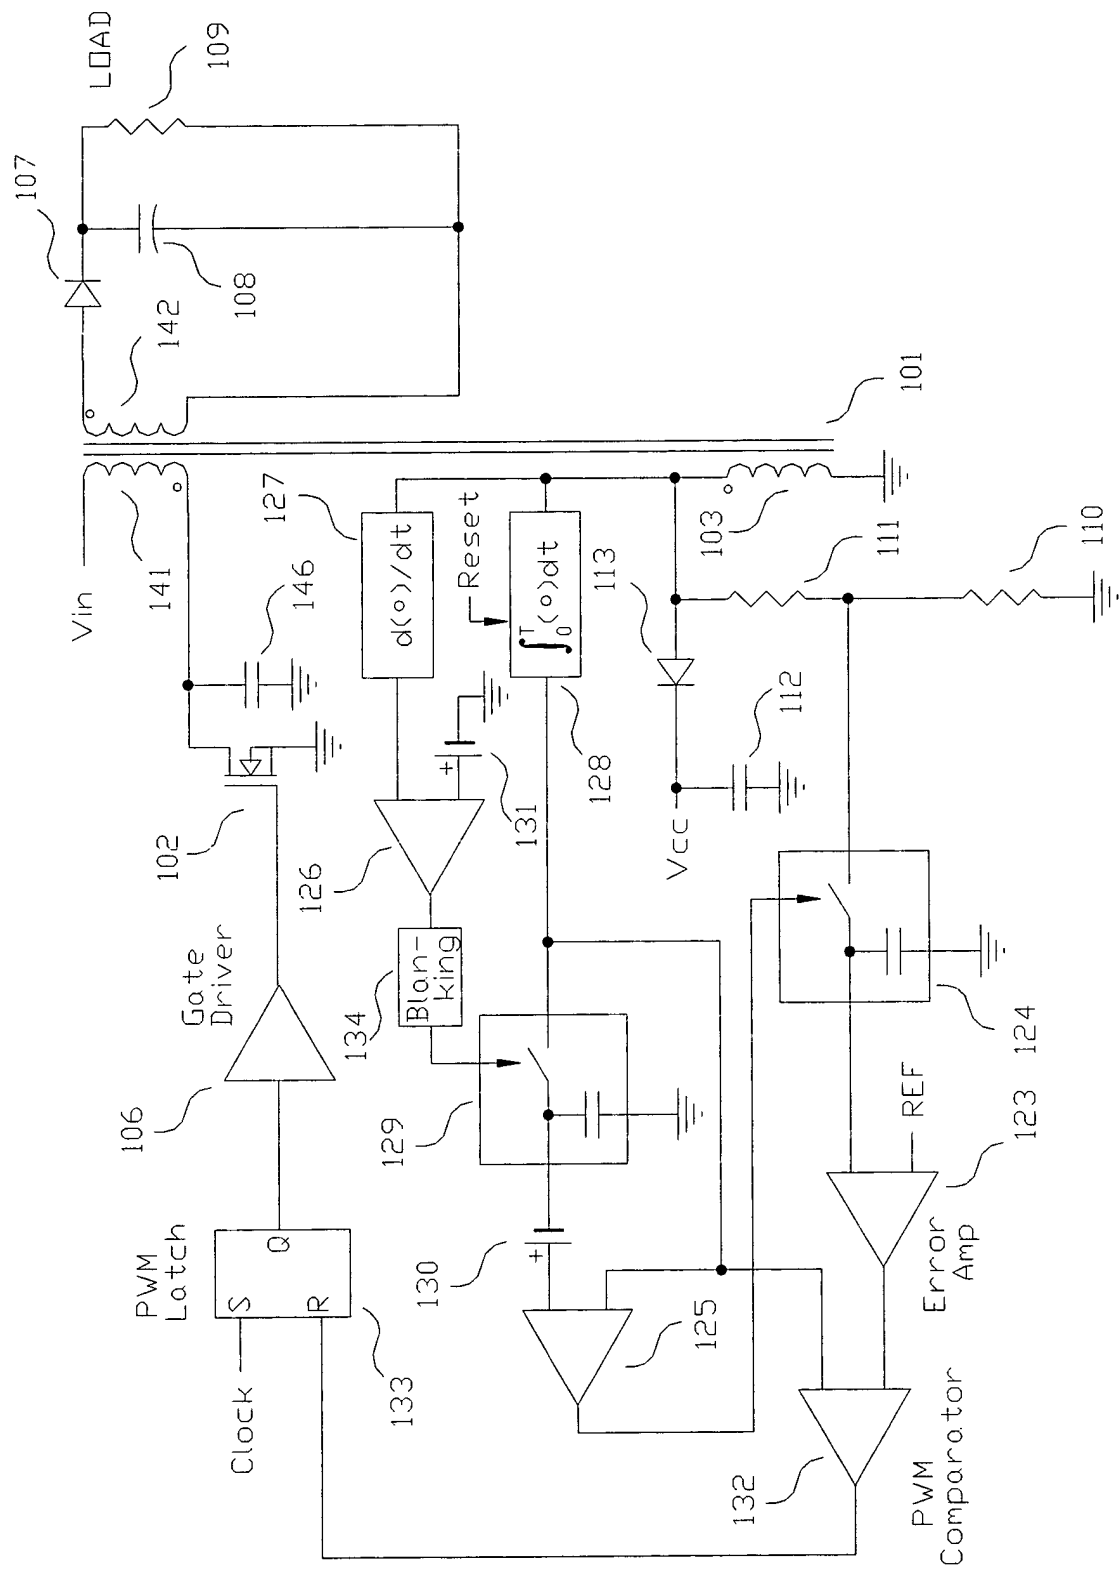 LOAD
109
107
108
142
101
Vin
141
146
127
d(o)/dt
Reset
∫
T
0
(o)dt
113
103
111
110
102
126
+
131
128
Vcc
112
Gate
Driver
106
134
Blan-
king
129
124
PWM
Latch
S
Q
R
133
Clock
130
+
125
REF
123
Error
Amp
132
PWM
Comparator